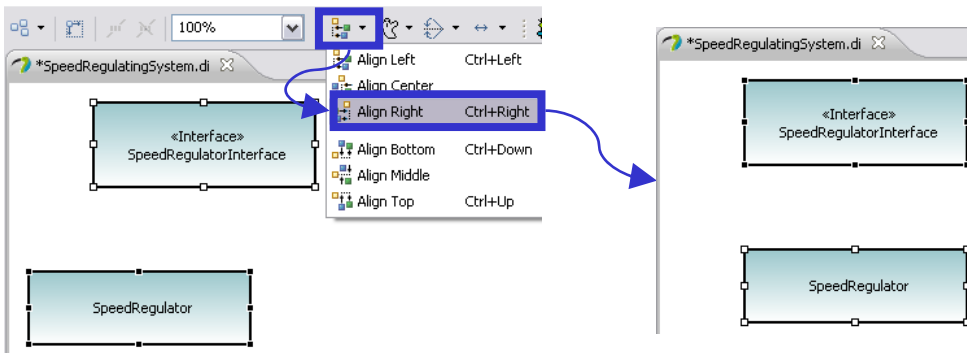 100%
*SpeedRegulatingSystem.di
«Interface»
SpeedRegulatorInterface
SpeedRegulator
Align Left Ctrl+Left
Align Center
Align Right Ctrl+Right
Align Bottom Ctrl+Down
Align Middle
Align Top Ctrl+Up
*SpeedRegulatingSystem.di
«Interface»
SpeedRegulatorInterface
SpeedRegulator